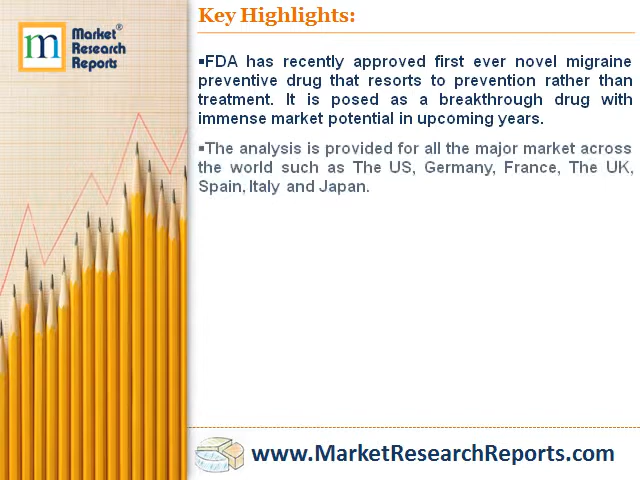 m
Market®
Research
Reports
Key Highlights:
▪FDA has recently approved first ever novel migraine
preventive drug that resorts to prevention rather than
treatment. It is posed as a breakthrough drug with
immense market potential in upcoming years.
▪The analysis is provided for all the major market across
the world such as The US, Germany, France, The UK,
Spain, Italy and Japan.
www.MarketResearchReports.com